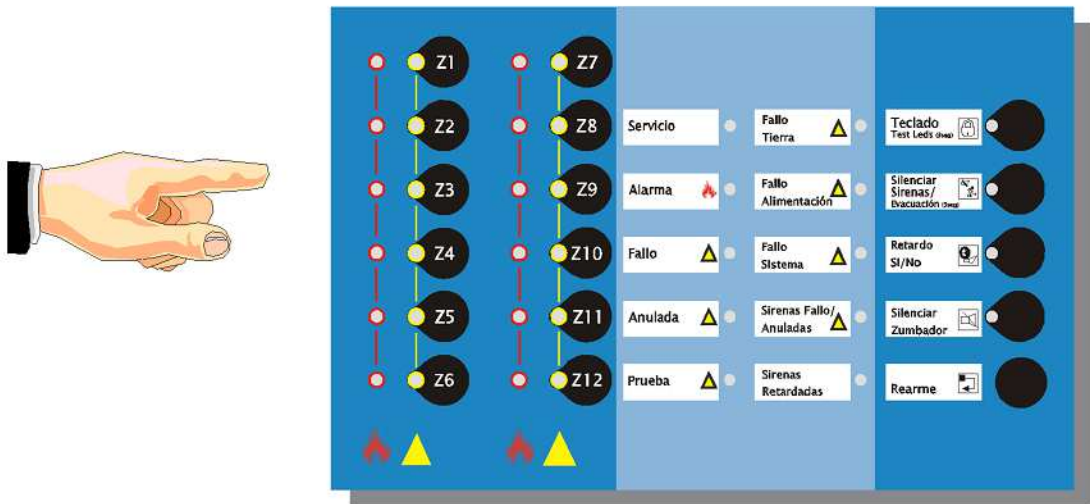 Z1
Z2
Z3
Z4
Z5
Z6
Z7
Z8
Z9
Z10
Z11
Z12
Servicio
Alarma
Fallo
Anulada
Prueba
Fallo
Tierra
Fallo
Alimentación
Fallo
Sistema
Sirenas Fallo/
Anuladas
Sirenas
Retardadas
Teclado
Test Leds (3seg)
Silenciar
Sirenas/
Evacuación (3seg)
Retardo
Si/No
Silenciar
Zumbador
Rearme